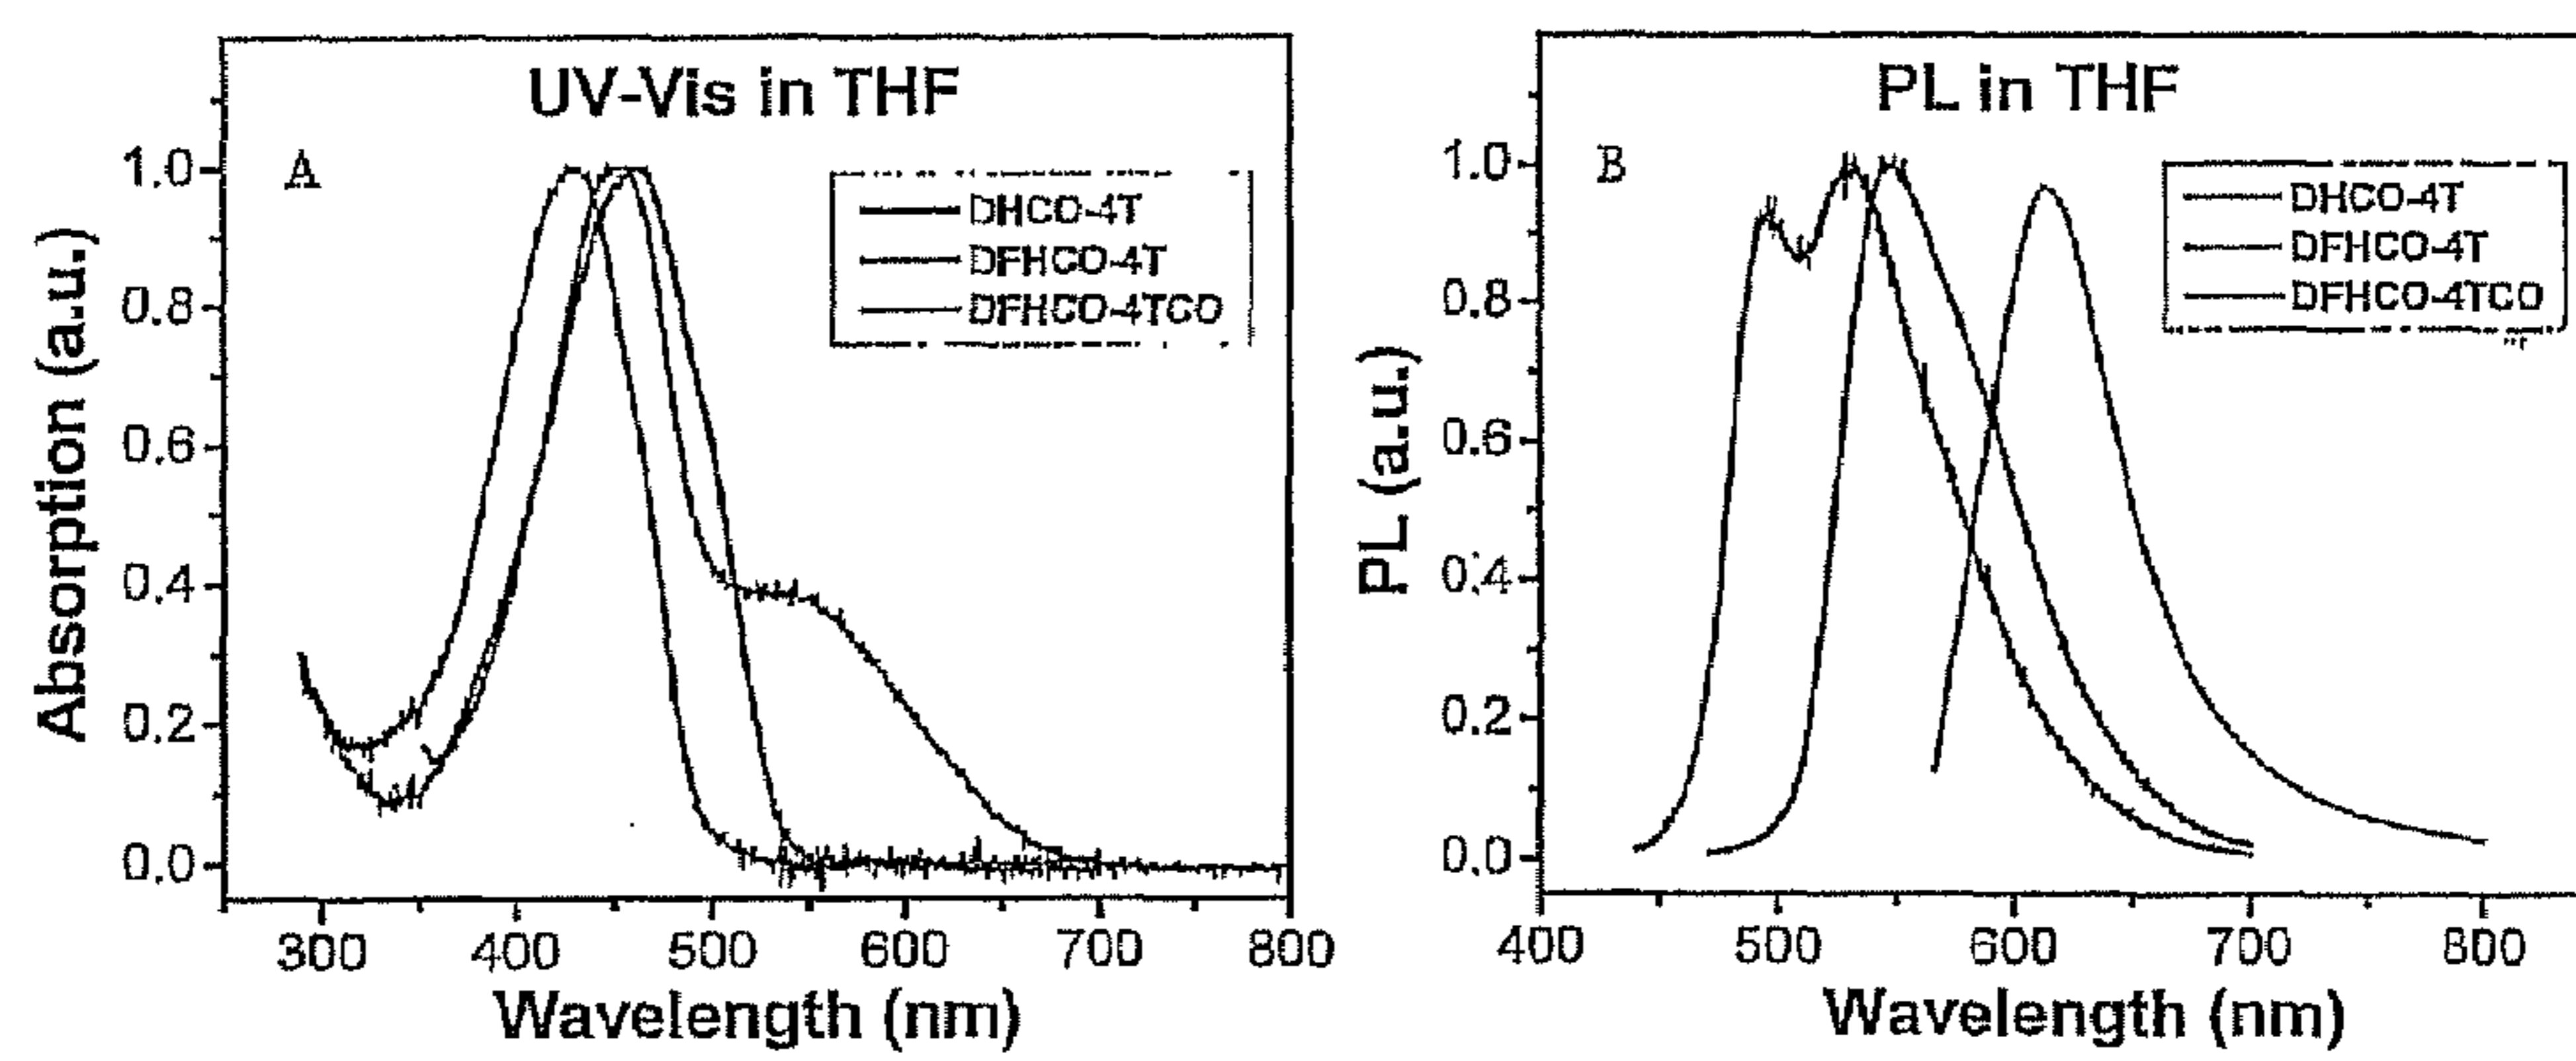 UV-Vis in THF
A
DHCO-4T
DFHCO-4T
DFHCO-4TCO
Absorption (a.u.)
1.0
0.8
0.6
0.4
0.2
0.0
300 400 500 600 700 800
Wavelength (nm)
PL in THF
B
DHCO-4T
DFHCO-4T
DFHCO-4TCO
PL (a.u.)
1.0
0.8
0.6
0.4
0.2
0.0
400 500 600 700 800
Wavelength (nm)